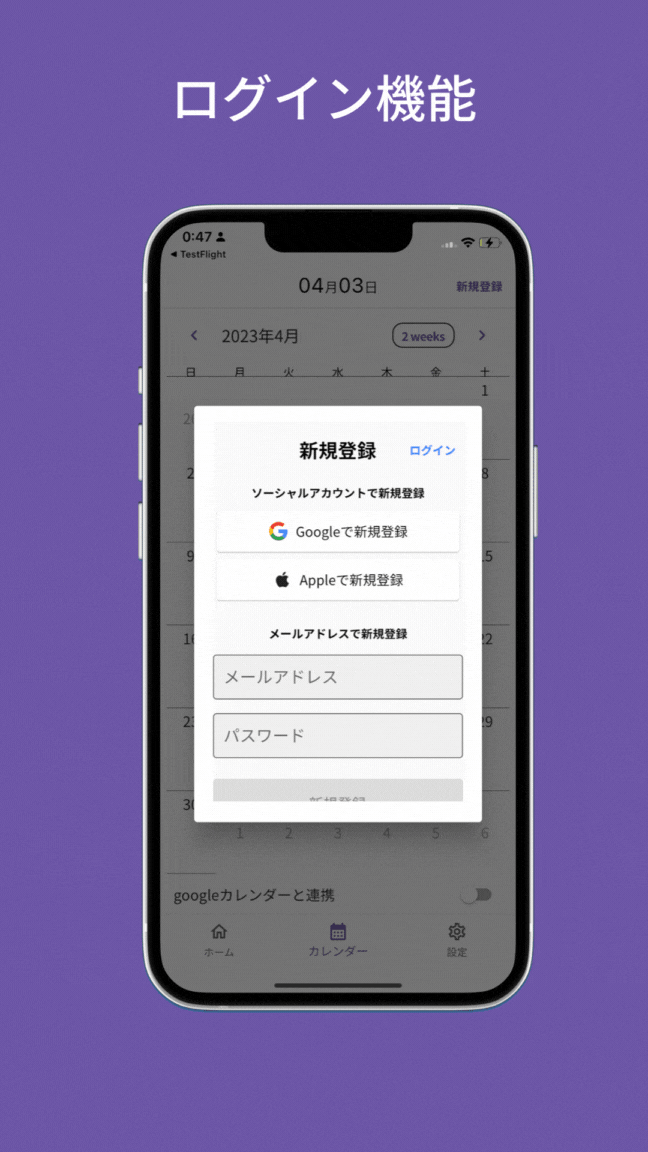 ログイン機能
0:47
◀ TestFlight
04月03日
新規登録
2023年4月
2 weeks
日 月 火 水 木 金 土
1
新規登録
ログイン
2
8
ソーシャルアカウントで新規登録
Googleで新規登録
9
15
Appleで新規登録
メールアドレスで新規登録
16
22
メールアドレス
23
29
パスワード
新規登録
30
1 2 3 4 5 6
googleカレンダーと連携
ホーム
カレンダー
設定